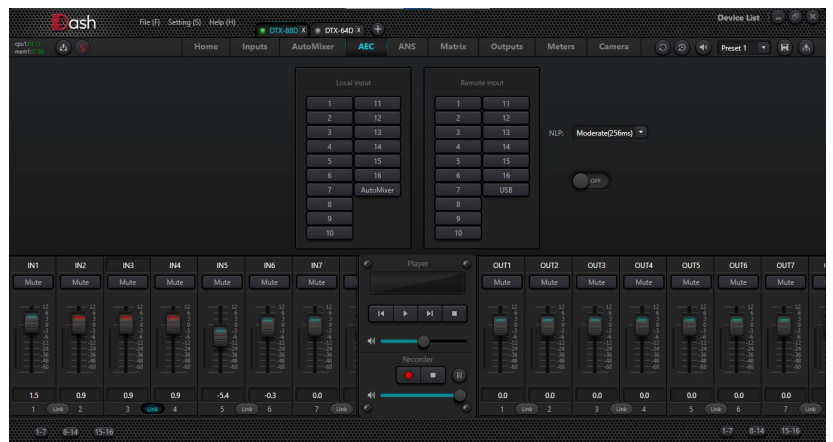 Dash File (F) Setting (S) Help (H) Device List
DTX-88D X DTX-64D X +
Home Inputs AutoMixer AEC ANS Matrix Outputs Meters Camera Preset 1
S
Local input Remote input
1 11 1 11
2 12 2 12
3 13 3 13 NLP: Moderate(256ms)
4 14 4 14
5 15 5 15
6 16 6 16 OFF
7 AutoMixer 7 USB
8 8
9 9
10 10
IN1 IN2 IN3 IN4 IN5 IN6 IN7 Player OUT1 OUT2 OUT3 OUT4 OUT5 OUT6 OUT7
Mute Mute Mute Mute Mute Mute Mute Mute Mute Mute Mute Mute Mute Mute
Recorder
1.5 0.9 0.9 0.9 -5.4 -0.3 0.0 0.0 0.0 0.0 0.0 0.0 0.0 0.0
1 Link 2 3 Link 4 5 Link 6 7 Link 1 Link 2 3 Link 4 5 Link 6 7 Link
1-7 8-14 15-16 1-7 8-14 15-16